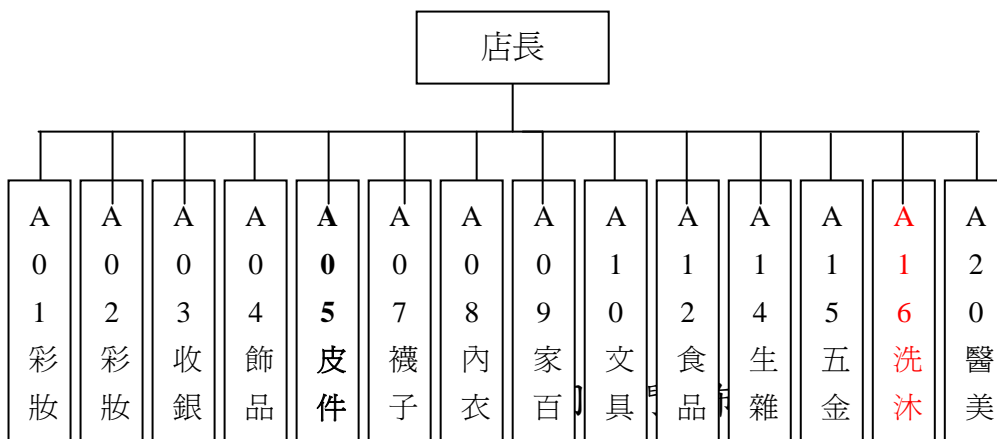 店長
A01彩妝
A02彩妝
A03收銀
A04飾品
A05皮件
A07襪子
A08內衣
A09家百
A10文具
A12食品
A14生雜
A15五金
A16洗沐
A20醫美